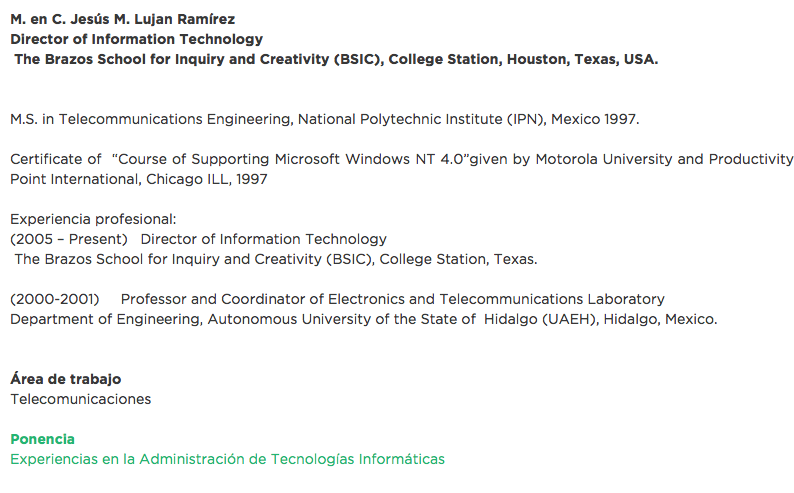 M. en C. Jesús M. Lujan Ramírez
Director of Information Technology
The Brazos School for Inquiry and Creativity (BSIC), College Station, Houston, Texas, USA.
M.S. in Telecommunications Engineering, National Polytechnic Institute (IPN), Mexico 1997.
Certificate of “Course of Supporting Microsoft Windows NT 4.0”given by Motorola University and Productivity
Point International, Chicago ILL, 1997
Experiencia profesional:
(2005 – Present) Director of Information Technology
The Brazos School for Inquiry and Creativity (BSIC), College Station, Texas.
(2000-2001) Professor and Coordinator of Electronics and Telecommunications Laboratory
Department of Engineering, Autonomous University of the State of Hidalgo (UAEH), Hidalgo, Mexico.
Área de trabajo
Telecomunicaciones
Ponencia
Experiencias en la Administración de Tecnologías Informáticas